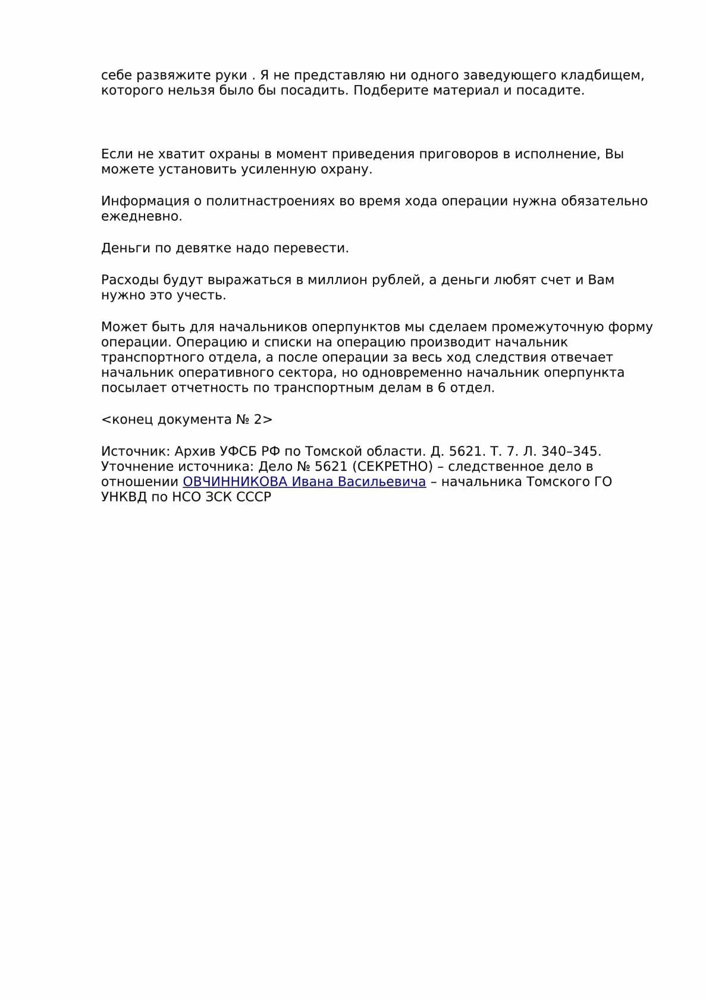 себе развяжите руки . Я не представляю ни одного заведующего кладбищем,
которого нельзя было бы посадить. Подберите материал и посадите.
Если не хватит охраны в момент приведения приговоров в исполнение, Вы
можете установить усиленную охрану.
Информация о политнастроениях во время хода операции нужна обязательно
ежедневно.
Деньги по девятке надо перевести.
Расходы будут выражаться в миллион рублей, а деньги любят счет и Вам
нужно это учесть.
Может быть для начальников оперпунктов мы сделаем промежуточную форму
операции. Операцию и списки на операцию производит начальник
транспортного отдела, а после операции за весь ход следствия отвечает
начальник оперативного сектора, но одновременно начальник оперпункта
посылает отчетность по транспортным делам в 6 отдел.
<конец документа № 2>
Источник: Архив УФСБ РФ по Томской области. Д. 5621. Т. 7. Л. 340–345.
Уточнение источника: Дело № 5621 (СЕКРЕТНО) – следственное дело в
отношении ОВЧИННИКОВА Ивана Васильевича – начальника Томского ГО
УНКВД по НСО ЗСК СССР